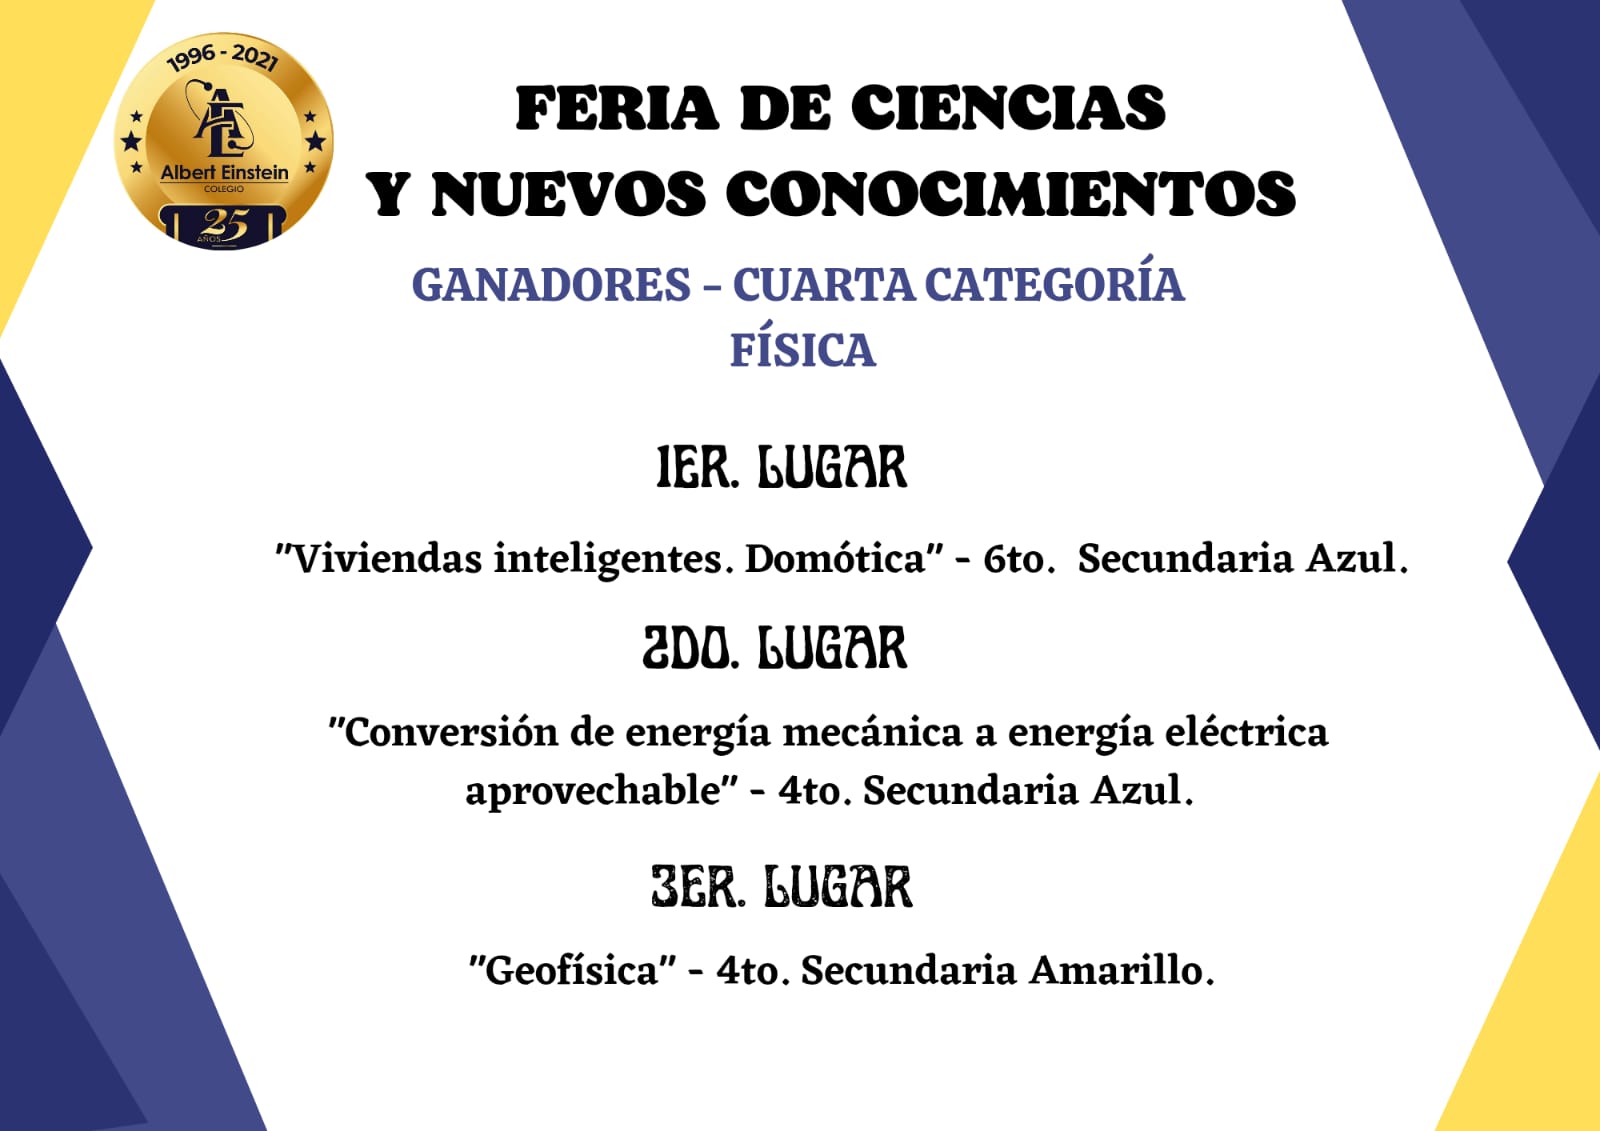 1996 - 2021
AE
Albert Einstein
COLEGIO
25
AÑOS
FERIA DE CIENCIAS
Y NUEVOS CONOCIMIENTOS
GANADORES - CUARTA CATEGORÍA
FÍSICA
1ER. LUGAR
"Viviendas inteligentes. Domótica" - 6to. Secundaria Azul.
2DO. LUGAR
"Conversión de energía mecánica a energía eléctrica
aprovechable" - 4to. Secundaria Azul.
3ER. LUGAR
"Geofísica" - 4to. Secundaria Amarillo.